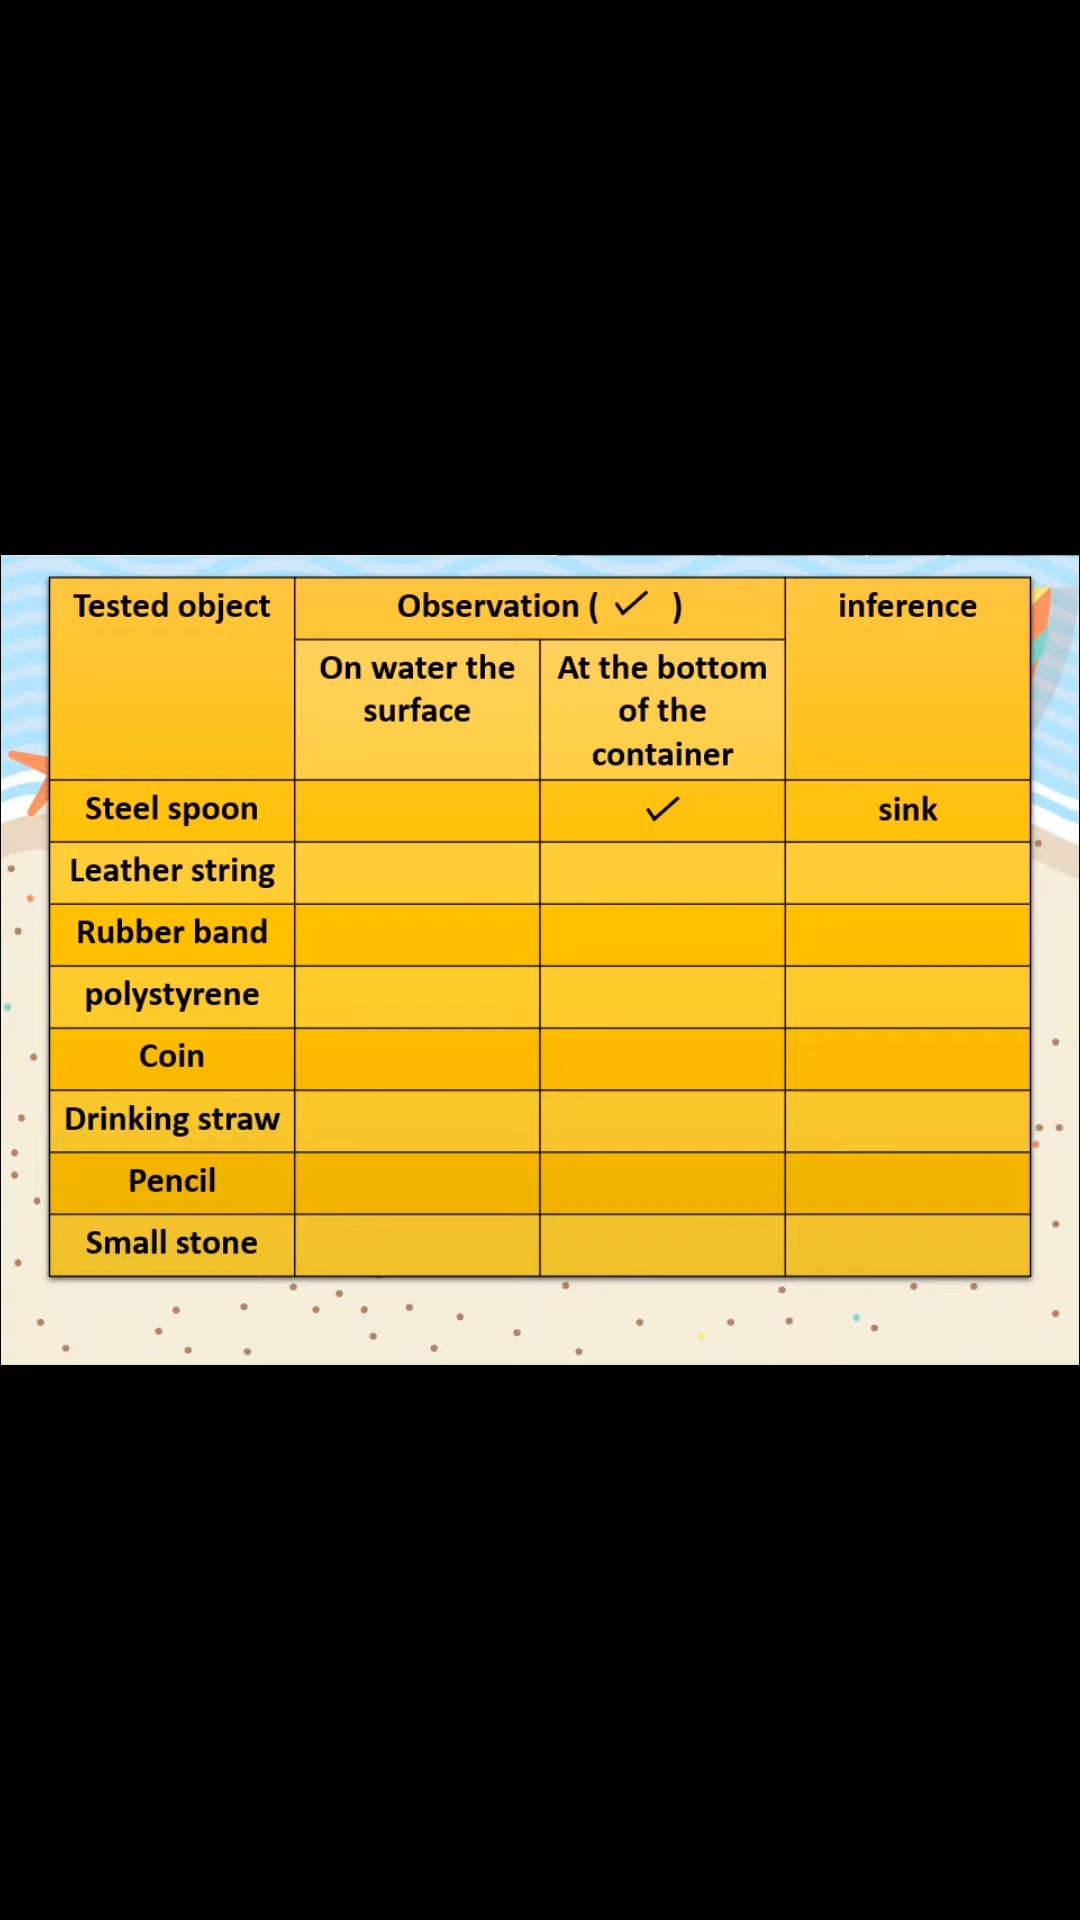 Tested object
Observation ( ✓ )
inference
On water the
surface
At the bottom
of the
container
Steel spoon
✓
sink
Leather string
Rubber band
polystyrene
Coin
Drinking straw
Pencil
Small stone